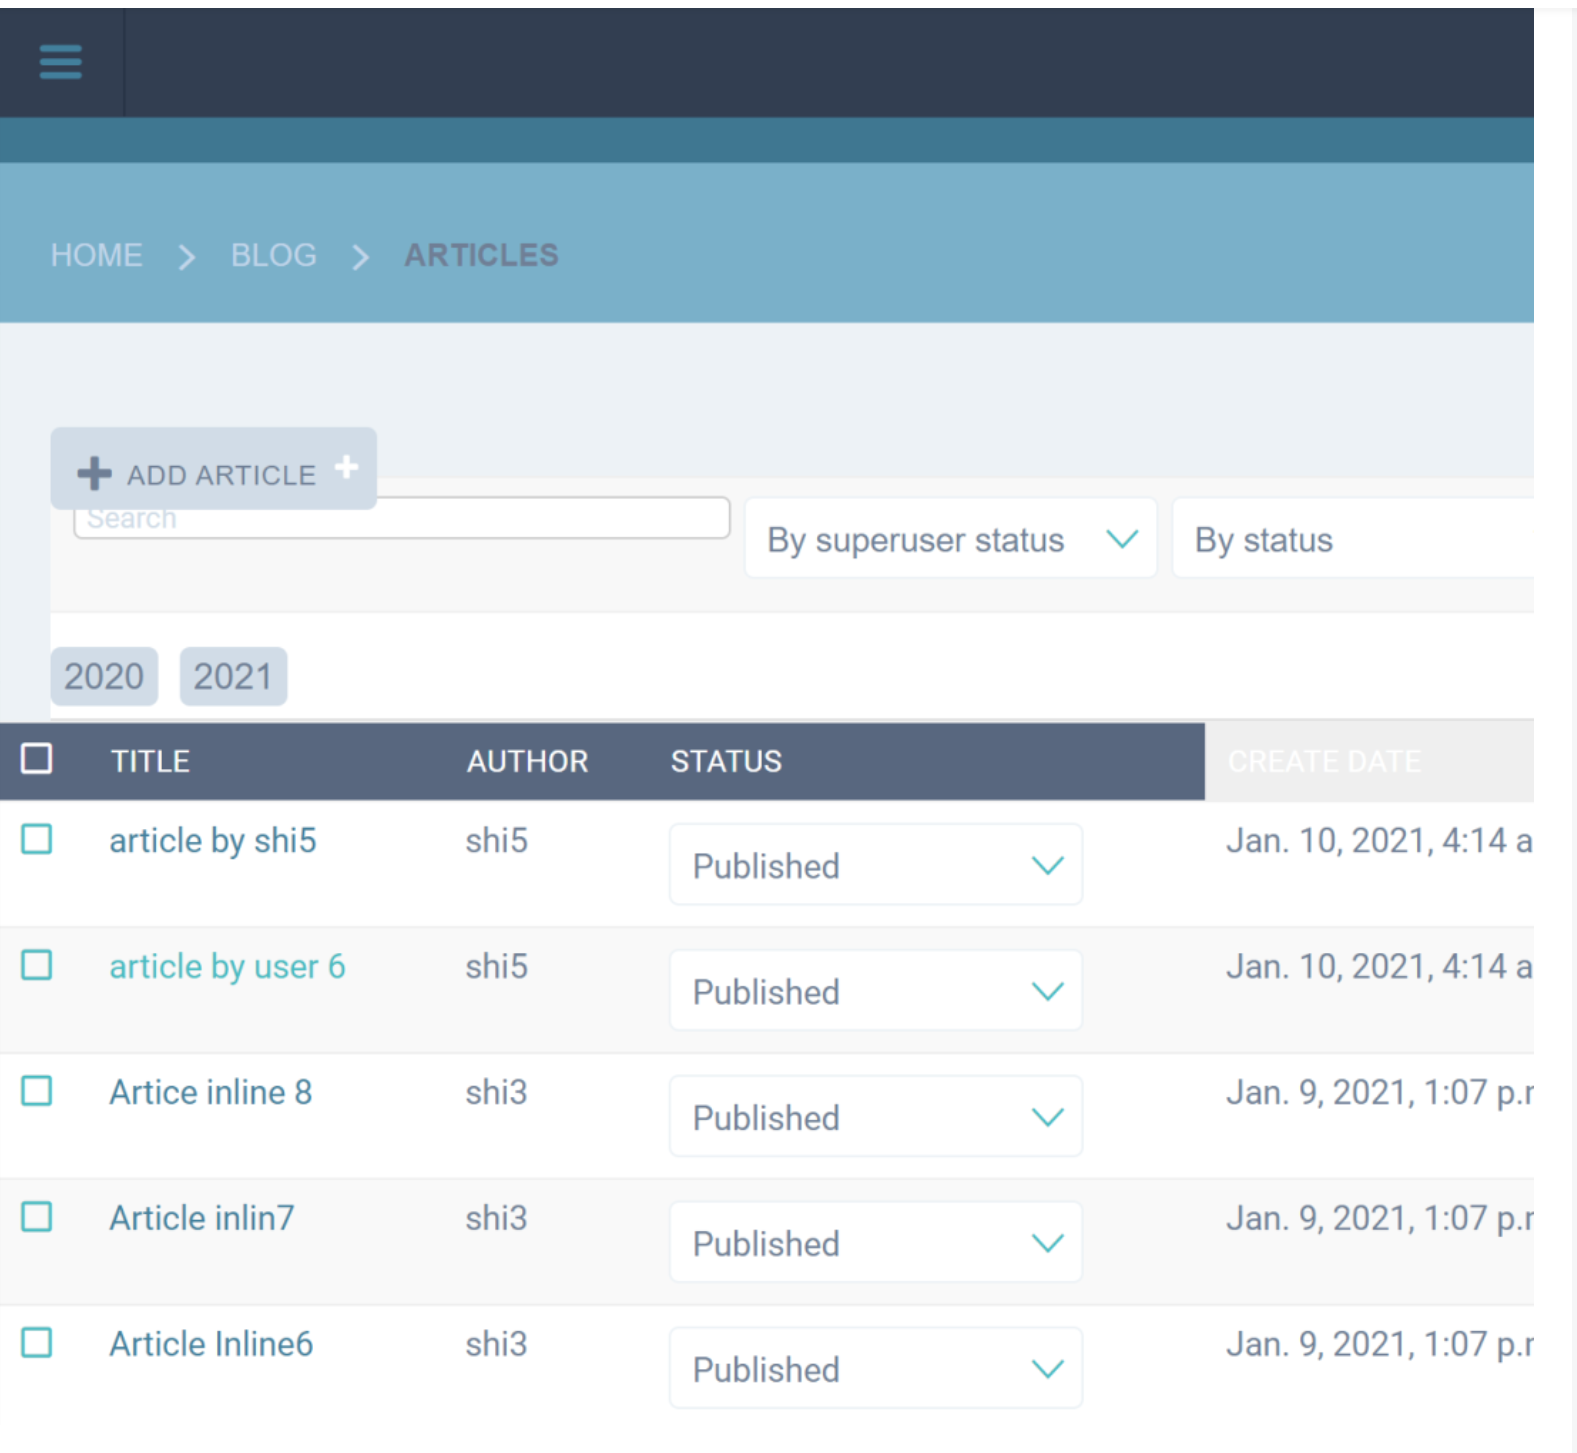 HOME > BLOG > ARTICLES
ADD ARTICLE
Search
By superuser status
By status
2020 2021
TITLE AUTHOR STATUS CREATE DATE
article by shi5 shi5 Published Jan. 10, 2021, 4:14 a
article by user 6 shi5 Published Jan. 10, 2021, 4:14 a
Artice inline 8 shi3 Published Jan. 9, 2021, 1:07 p.
Article inlin7 shi3 Published Jan. 9, 2021, 1:07 p.
Article Inline6 shi3 Published Jan. 9, 2021, 1:07 p.